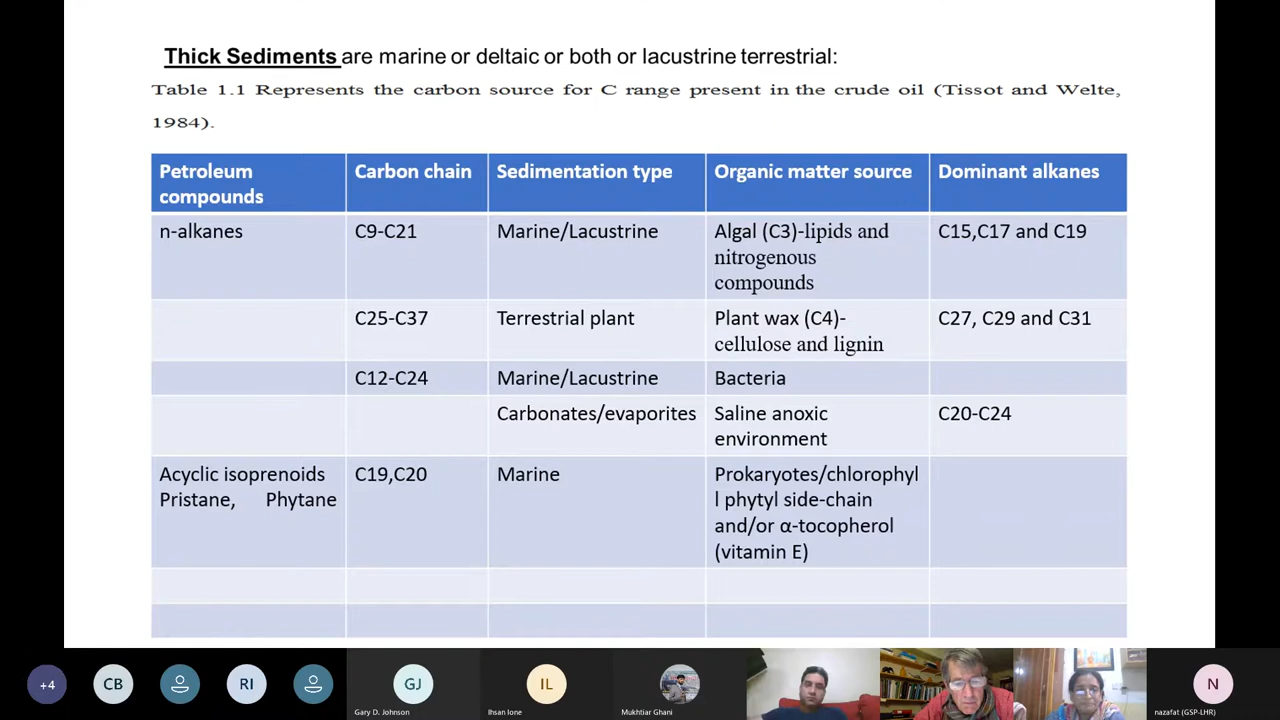 Thick Sediments are marine or deltaic or both or lacustrine terrestrial:
Table 1.1 Represents the carbon source for C range present in the crude oil (Tissot and Welte,
1984).
Petroleum
compounds
Carbon chain
Sedimentation type
Organic matter source
Dominant alkanes
n-alkanes
C9-C21
Marine/Lacustrine
Algal (C3)-lipids and
nitrogenous
compounds
C15,C17 and C19
C25-C37
Terrestrial plant
Plant wax (C4)-
cellulose and lignin
C27, C29 and C31
C12-C24
Marine/Lacustrine
Bacteria
Carbonates/evaporites
Saline anoxic
environment
C20-C24
Acyclic isoprenoids
Pristane, Phytane
C19,C20
Marine
Prokaryotes/chlorophyl
l phytyl side-chain
and/or α-tocopherol
(vitamin E)
+4
CB
RI
GJ
Gary D. Johnson
IL
Ihsan Ione
Mukhtiar Ghani
N
nazafat (GSP-LHR)